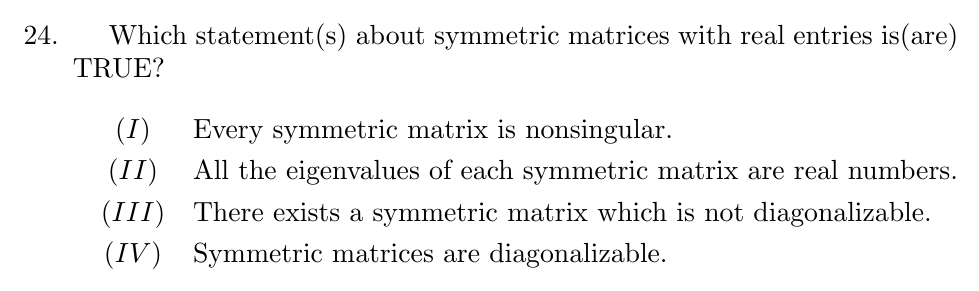 24. Which statement(s) about symmetric matrices with real entries is(are)
TRUE?
(I) Every symmetric matrix is nonsingular.
(II) All the eigenvalues of each symmetric matrix are real numbers.
(III) There exists a symmetric matrix which is not diagonalizable.
(IV) Symmetric matrices are diagonalizable.